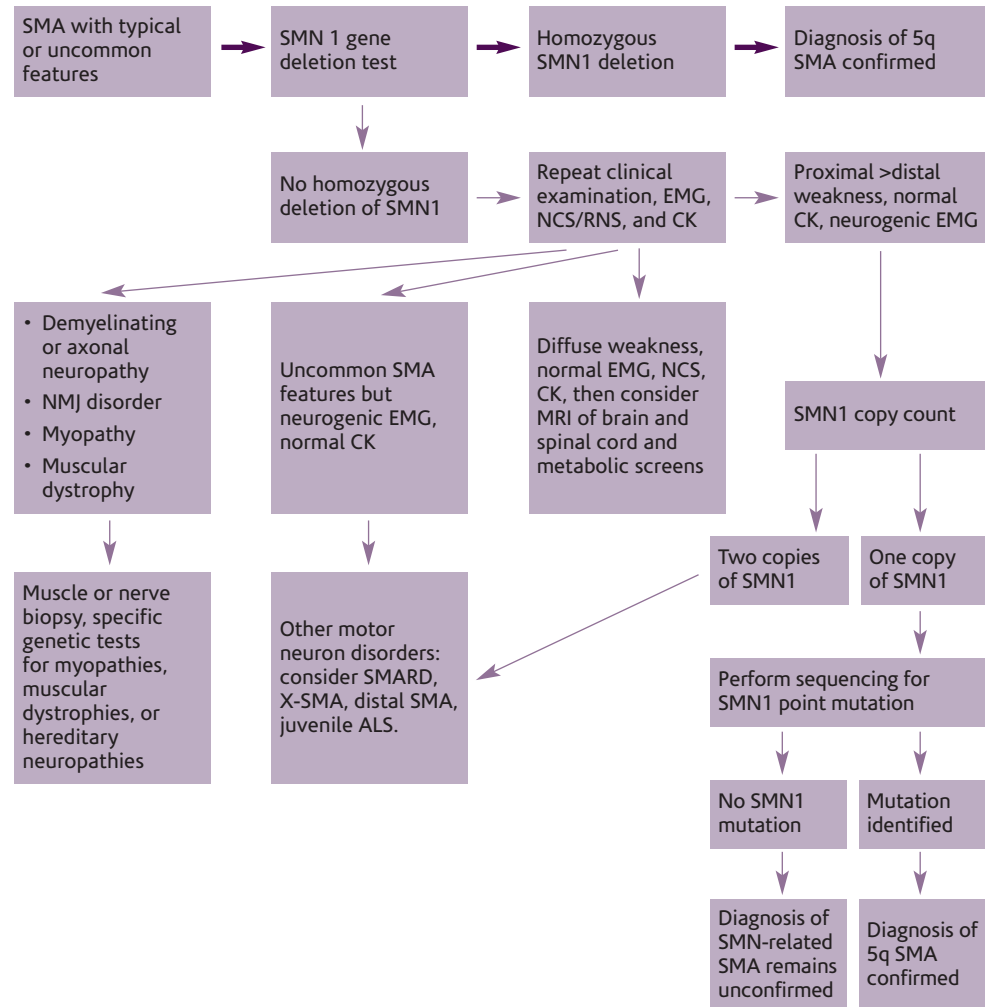 SMA with typical
or uncommon
features
SMN 1 gene
deletion test
Homozygous
SMN1 deletion
Diagnosis of 5q
SMA confirmed
No homozygous
deletion of SMN1
Repeat clinical
examination, EMG,
NCS/RNS, and CK
Proximal >distal
weakness, normal
CK, neurogenic EMG
• Demyelinating
or axonal
neuropathy
• NMJ disorder
• Myopathy
• Muscular
dystrophy
Uncommon SMA
features but
neurogenic EMG,
normal CK
Diffuse weakness,
normal EMG, NCS,
CK, then consider
MRI of brain and
spinal cord and
metabolic screens
SMN1 copy count
Two copies
of SMN1
One copy
of SMN1
Muscle or nerve
biopsy, specific
genetic tests
for myopathies,
muscular
dystrophies, or
hereditary
neuropathies
Other motor
neuron disorders:
consider SMARD,
X-SMA, distal SMA,
juvenile ALS.
Perform sequencing for
SMN1 point mutation
No SMN1
mutation
Mutation
identified
Diagnosis of
SMN-related
SMA remains
unconfirmed
Diagnosis of
5q SMA
confirmed